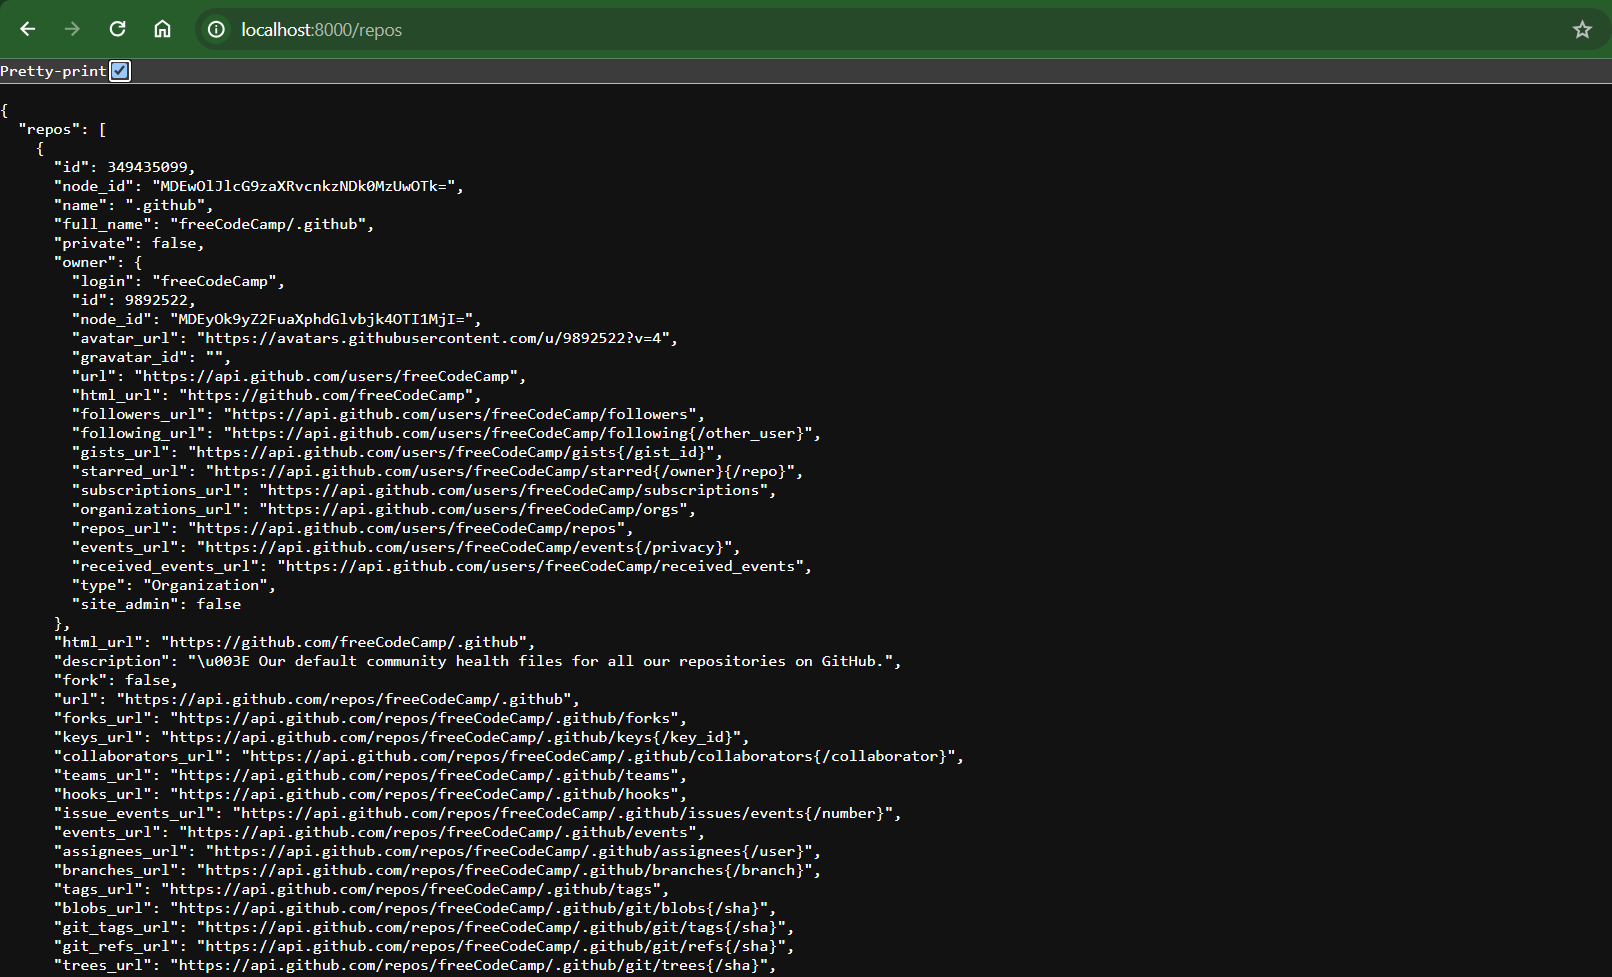 localhost:8000/repos
Pretty-print
{
  "repos": [
    {
      "id": 349435099,
      "node_id": "MDEwOlJlcG9zaXRvcnkzNDk0MzUwOTk=",
      "name": ".github",
      "full_name": "freeCodeCamp/.github",
      "private": false,
      "owner": {
        "login": "freeCodeCamp",
        "id": 9892522,
        "node_id": "MDEyOk9yZ2FuaXphdGlvbjk4OTI1MjI=",
        "avatar_url": "https://avatars.githubusercontent.com/u/9892522?v=4",
        "gravatar_id": "",
        "url": "https://api.github.com/users/freeCodeCamp",
        "html_url": "https://github.com/freeCodeCamp",
        "followers_url": "https://api.github.com/users/freeCodeCamp/followers",
        "following_url": "https://api.github.com/users/freeCodeCamp/following{/other_user}",
        "gists_url": "https://api.github.com/users/freeCodeCamp/gists{/gist_id}",
        "starred_url": "https://api.github.com/users/freeCodeCamp/starred{/owner}{/repo}",
        "subscriptions_url": "https://api.github.com/users/freeCodeCamp/subscriptions",
        "organizations_url": "https://api.github.com/users/freeCodeCamp/orgs",
        "repos_url": "https://api.github.com/users/freeCodeCamp/repos",
        "events_url": "https://api.github.com/users/freeCodeCamp/events{/privacy}",
        "received_events_url": "https://api.github.com/users/freeCodeCamp/received_events",
        "type": "Organization",
        "site_admin": false
      },
      "html_url": "https://github.com/freeCodeCamp/.github",
      "description": "\u003E Our default community health files for all our repositories on GitHub.",
      "fork": false,
      "url": "https://api.github.com/repos/freeCodeCamp/.github",
      "forks_url": "https://api.github.com/repos/freeCodeCamp/.github/forks",
      "keys_url": "https://api.github.com/repos/freeCodeCamp/.github/keys{/key_id}",
      "collaborators_url": "https://api.github.com/repos/freeCodeCamp/.github/collaborators{/collaborator}",
      "teams_url": "https://api.github.com/repos/freeCodeCamp/.github/teams",
      "hooks_url": "https://api.github.com/repos/freeCodeCamp/.github/hooks",
      "issue_events_url": "https://api.github.com/repos/freeCodeCamp/.github/issues/events{/number}",
      "events_url": "https://api.github.com/repos/freeCodeCamp/.github/events",
      "assignees_url": "https://api.github.com/repos/freeCodeCamp/.github/assignees{/user}",
      "branches_url": "https://api.github.com/repos/freeCodeCamp/.github/branches{/branch}",
      "tags_url": "https://api.github.com/repos/freeCodeCamp/.github/tags",
      "blobs_url": "https://api.github.com/repos/freeCodeCamp/.github/git/blobs{/sha}",
      "git_tags_url": "https://api.github.com/repos/freeCodeCamp/.github/git/tags{/sha}",
      "git_refs_url": "https://api.github.com/repos/freeCodeCamp/.github/git/refs{/sha}",
      "trees_url": "https://api.github.com/repos/freeCodeCamp/.github/git/trees{/sha}",